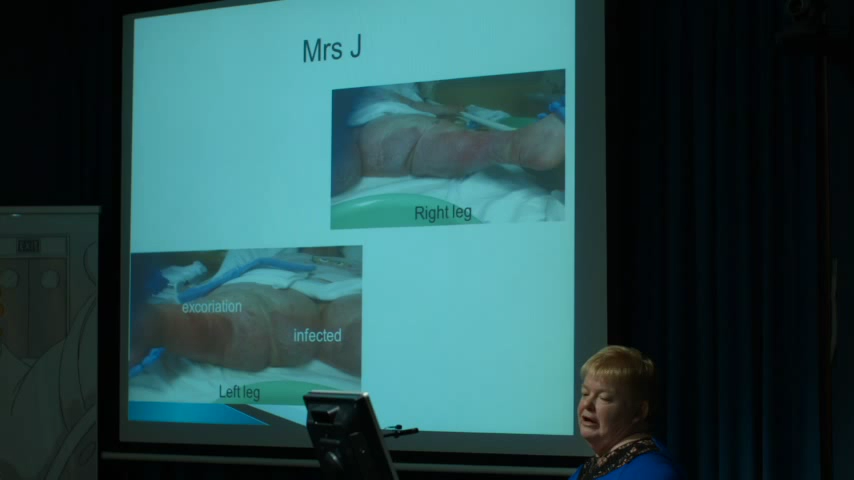 Mrs J
Right leg
excoriation
infected
Left leg